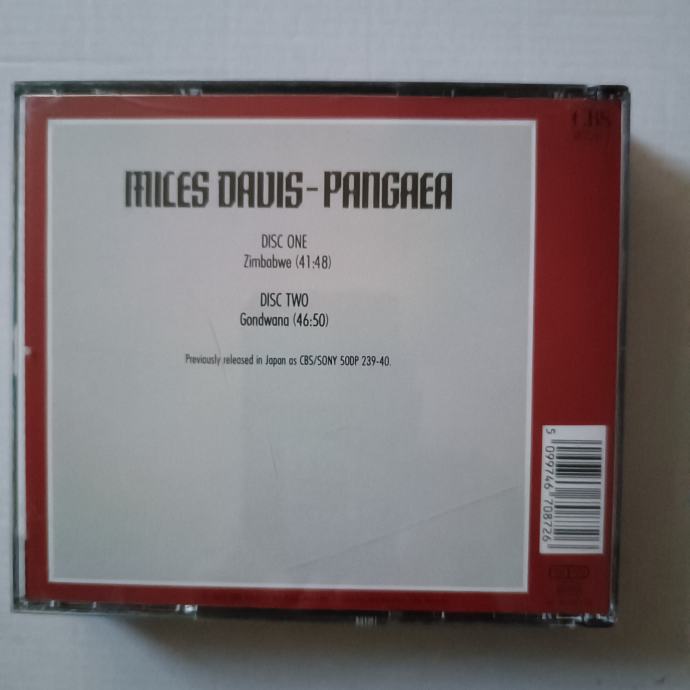 MILES DAVIS-PANGAEA
DISC ONE
Zimbabwe (41:48)
DISC TWO
Gondwana (46:50)
Previously released in Japan as CBS/SONY 50DP 239-40.
CBS
5 099746 708726